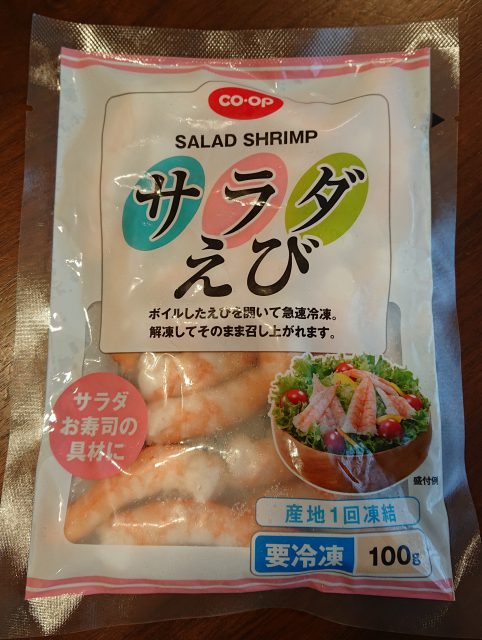 CO・OP
SALAD SHRIMP
サラダ
えび
ボイルしたえびを開いて急速冷凍。
解凍してそのまま召し上がれます。
サラダ
お寿司の
具材に
盛付例
産地1回凍結
要冷凍 100g